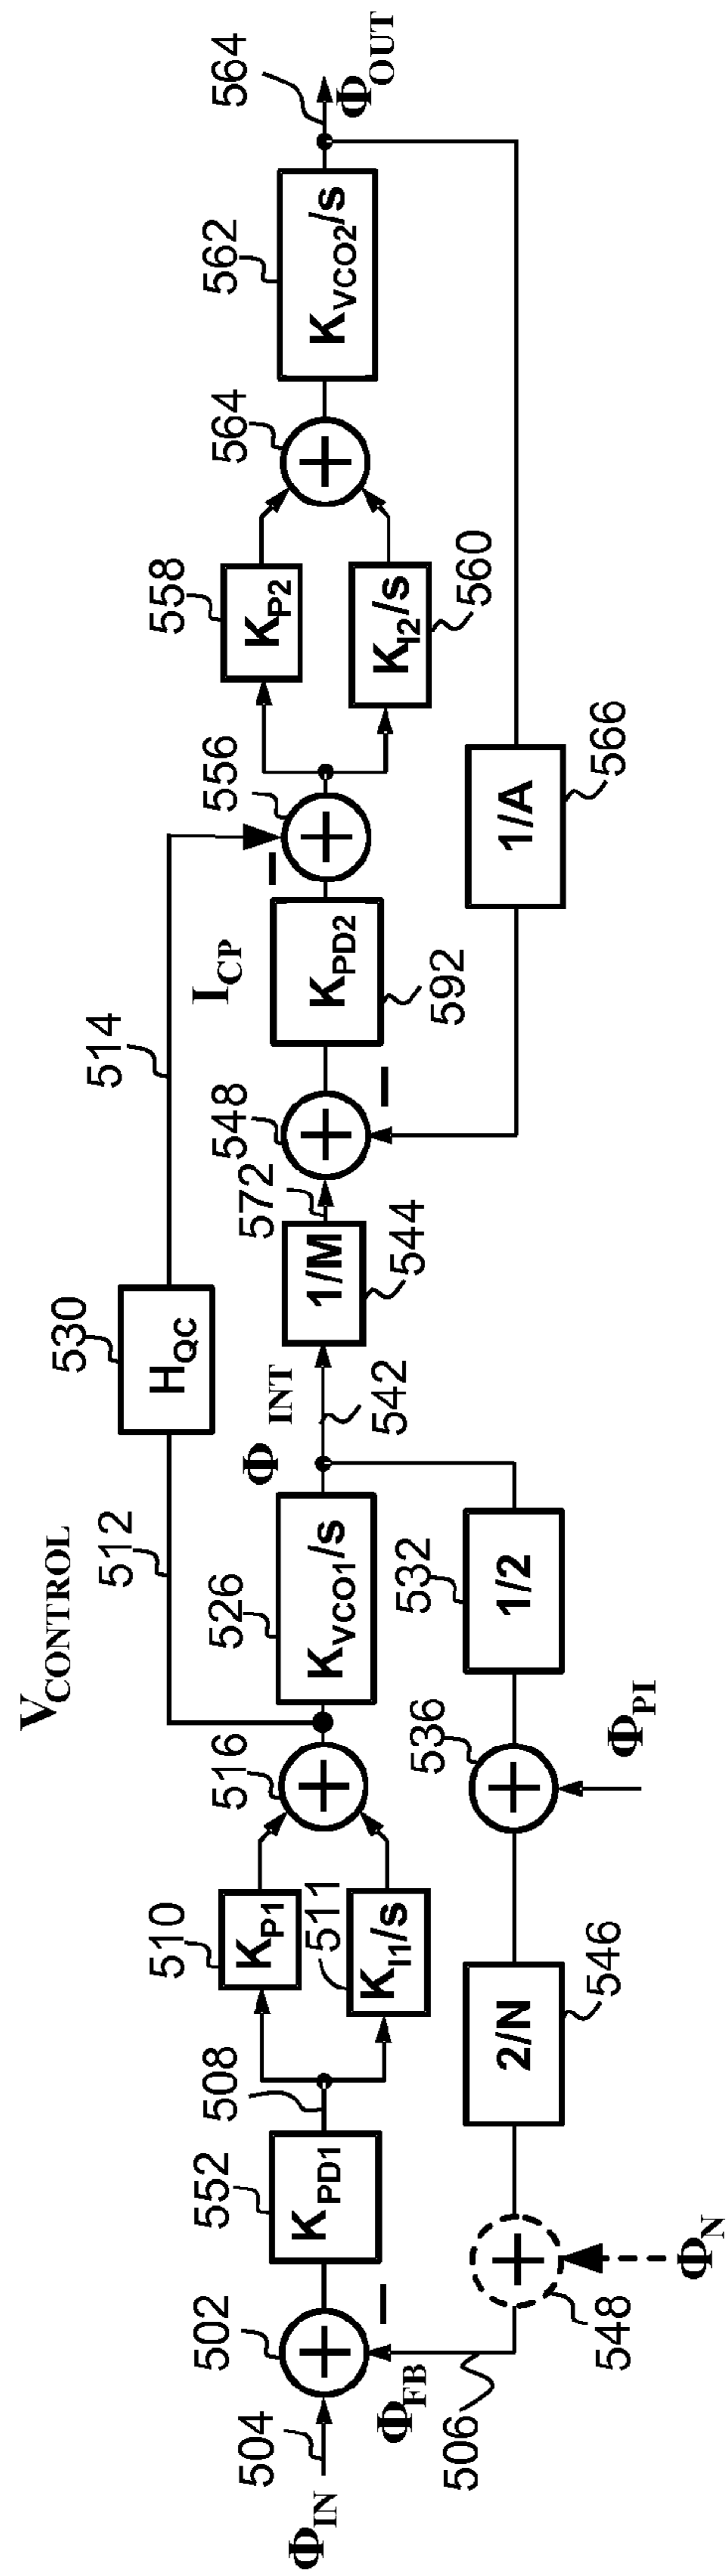 Φ_IN
504
502
Φ_FB
506
552
K_PD1
508
510
K_P1
511
K_I1/s
516
V_CONTROL
512
526
K_VCO1/s
Φ_INT
542
530
H_QC
514
532
1/2
536
Φ_PI
546
2/N
548
Φ_N
544
1/M
572
548
I_CP
K_PD2
592
556
558
K_P2
K_I2/s
560
564
562
K_VCO2/s
564
Φ_OUT
1/A
566
+
+
+
+
+
+
+
−
−
−